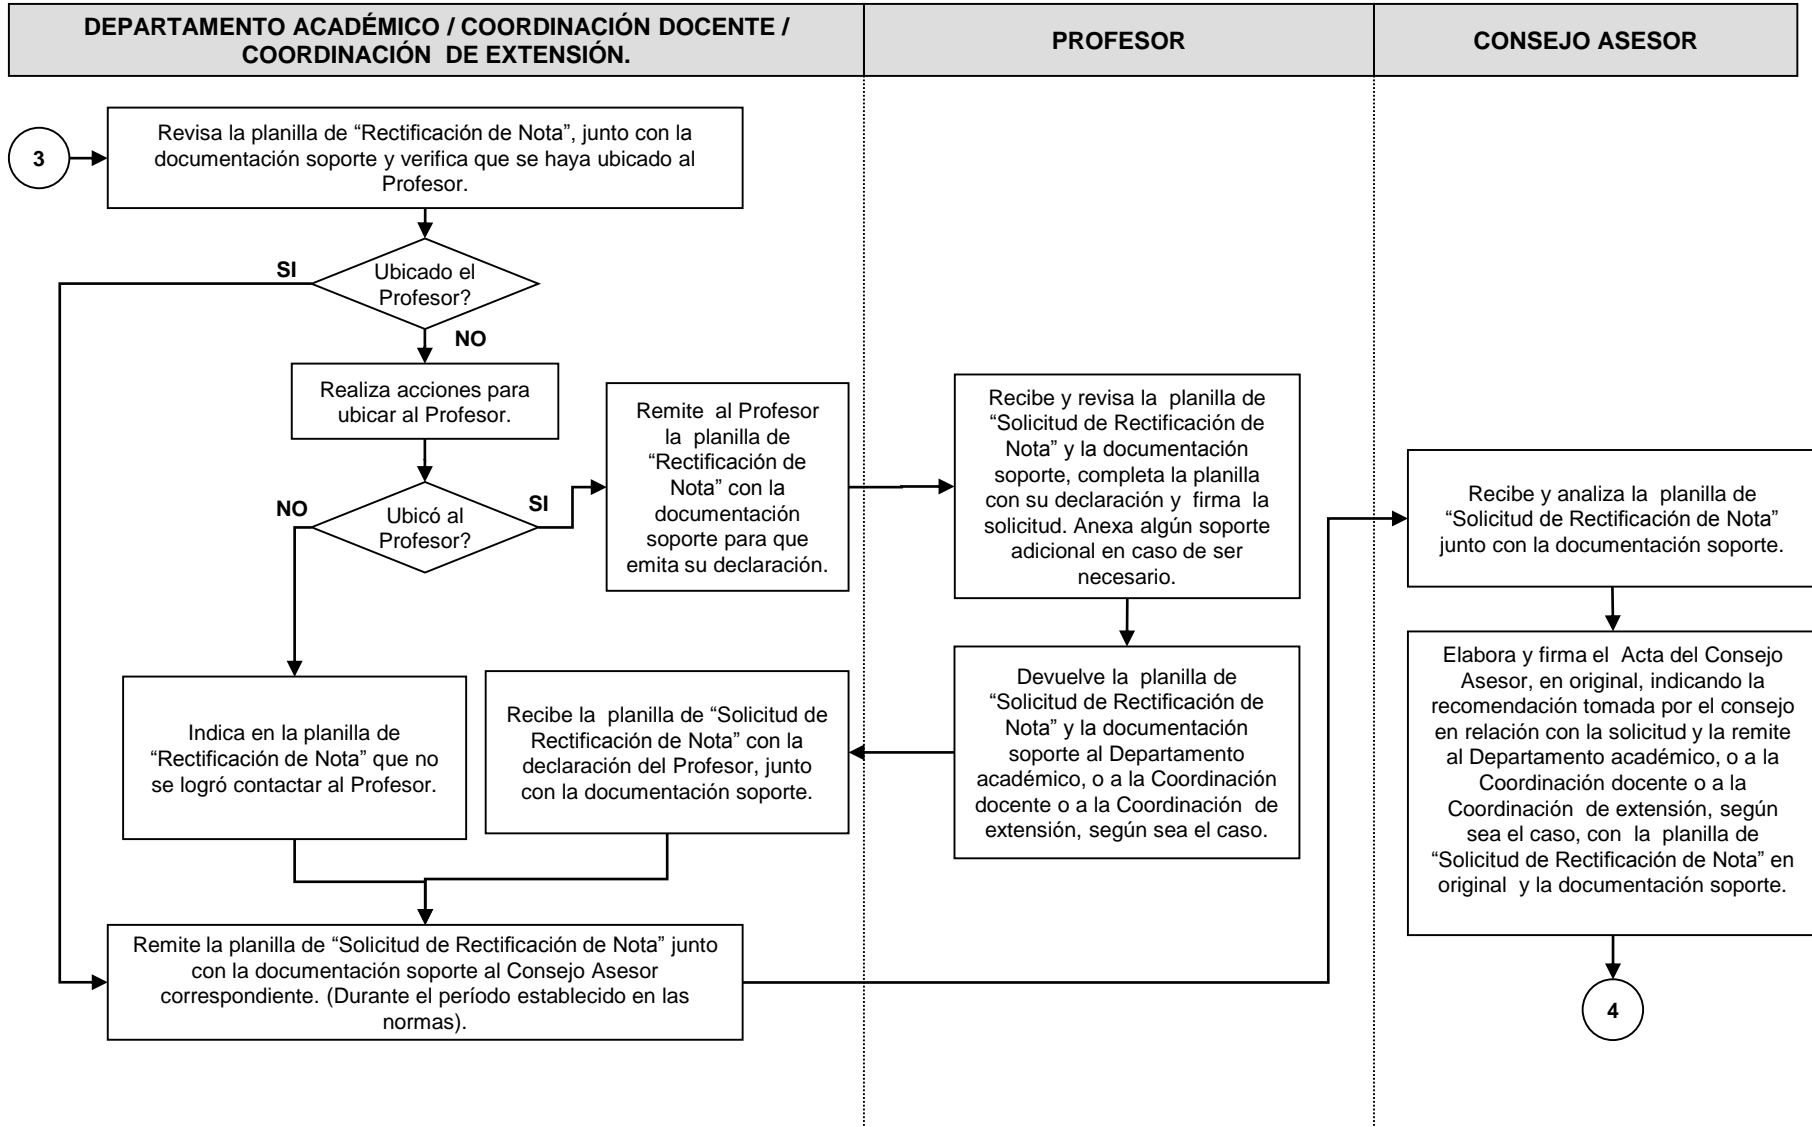 DEPARTAMENTO ACADÉMICO / COORDINACIÓN DOCENTE /
COORDINACIÓN DE EXTENSIÓN.
PROFESOR
CONSEJO ASESOR
3
Revisa la planilla de “Rectificación de Nota”, junto con la
documentación soporte y verifica que se haya ubicado al
Profesor.
SI
Ubicado el
Profesor?
NO
Realiza acciones para
ubicar al Profesor.
NO
Ubicó al
Profesor?
SI
Remite al Profesor
la planilla de
“Rectificación de
Nota” con la
documentación
soporte para que
emita su declaración.
Recibe y revisa la planilla de
“Solicitud de Rectificación de
Nota” y la documentación
soporte, completa la planilla
con su declaración y firma la
solicitud. Anexa algún soporte
adicional en caso de ser
necesario.
Recibe y analiza la planilla de
“Solicitud de Rectificación de Nota”
junto con la documentación soporte.
Indica en la planilla de
“Rectificación de Nota” que no
se logró contactar al Profesor.
Recibe la planilla de “Solicitud de
Rectificación de Nota” con la
declaración del Profesor, junto
con la documentación soporte.
Devuelve la planilla de
“Solicitud de Rectificación de
Nota” y la documentación
soporte al Departamento
académico, o a la Coordinación
docente o a la Coordinación de
extensión, según sea el caso.
Elabora y firma el Acta del Consejo
Asesor, en original, indicando la
recomendación tomada por el consejo
en relación con la solicitud y la remite
al Departamento académico, o a la
Coordinación docente o a la
Coordinación de extensión, según
sea el caso, con la planilla de
“Solicitud de Rectificación de Nota” en
original y la documentación soporte.
Remite la planilla de “Solicitud de Rectificación de Nota” junto
con la documentación soporte al Consejo Asesor
correspondiente. (Durante el período establecido en las
normas).
4